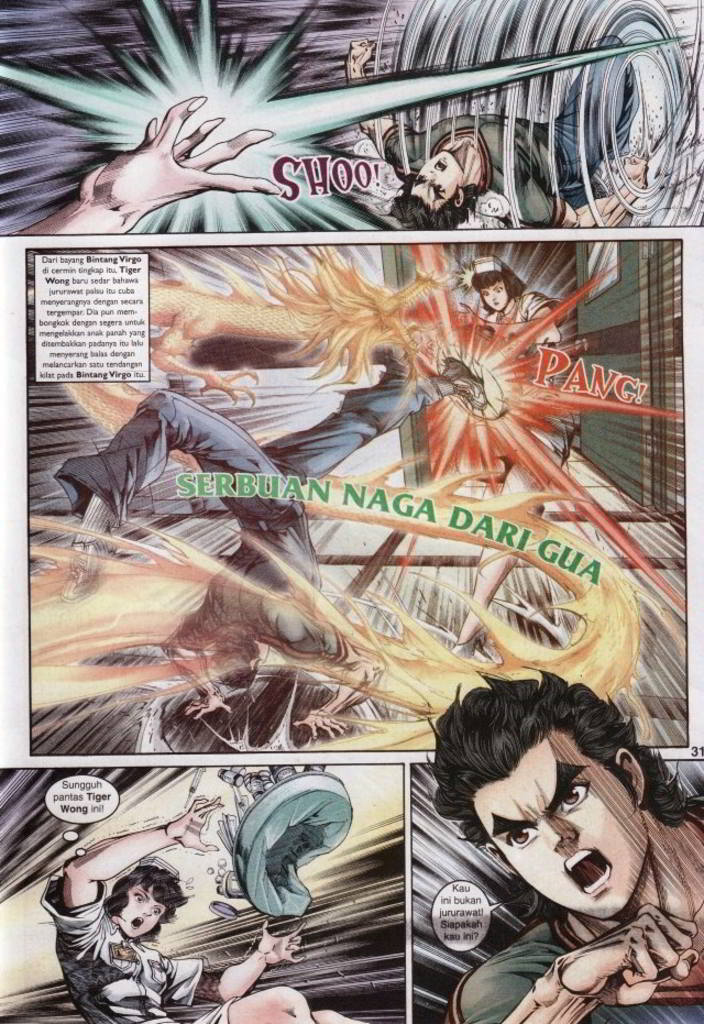 SHOO!
Dari bayang Bintang Virgo
di cermin tingkap itu, Tiger
Wong baru sedar bahawa
jururawat palsu itu cuba
menyerangnya dengan secara
tergempar. Dia pun mem-
bongkok dengan segera untuk
mengelakkan anak panah yang
ditembakkan padanya itu lalu
menyerang balas dengan
melancarkan satu tendangan
kilat pada Bintang Virgo itu.
PANG!
SERBUAN NAGA DARI GUA
31
Sungguh
pantas Tiger
Wong ini!
Kau
ini bukan
jururawat!
Siapakah
kau ini?